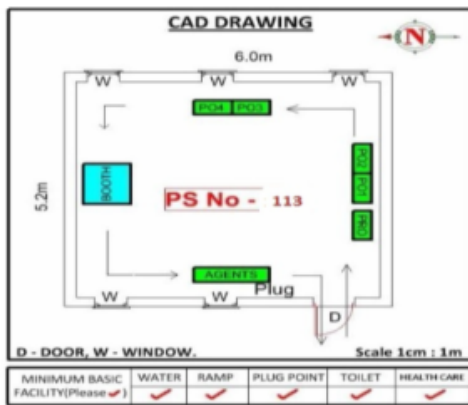 CAD DRAWING
N
6.0m
W W W
PO4 PO3
BOOTH
5.2m
PO2
PO1
PRO
PS No - 113
AGENTS
Plug
W W
D
D - DOOR, W - WINDOW. Scale 1cm : 1m
MINIMUM BASIC FACILITY(Please ✓) WATER RAMP PLUG POINT TOILET HEALTH CARE
✓ ✓ ✓ ✓ ✓